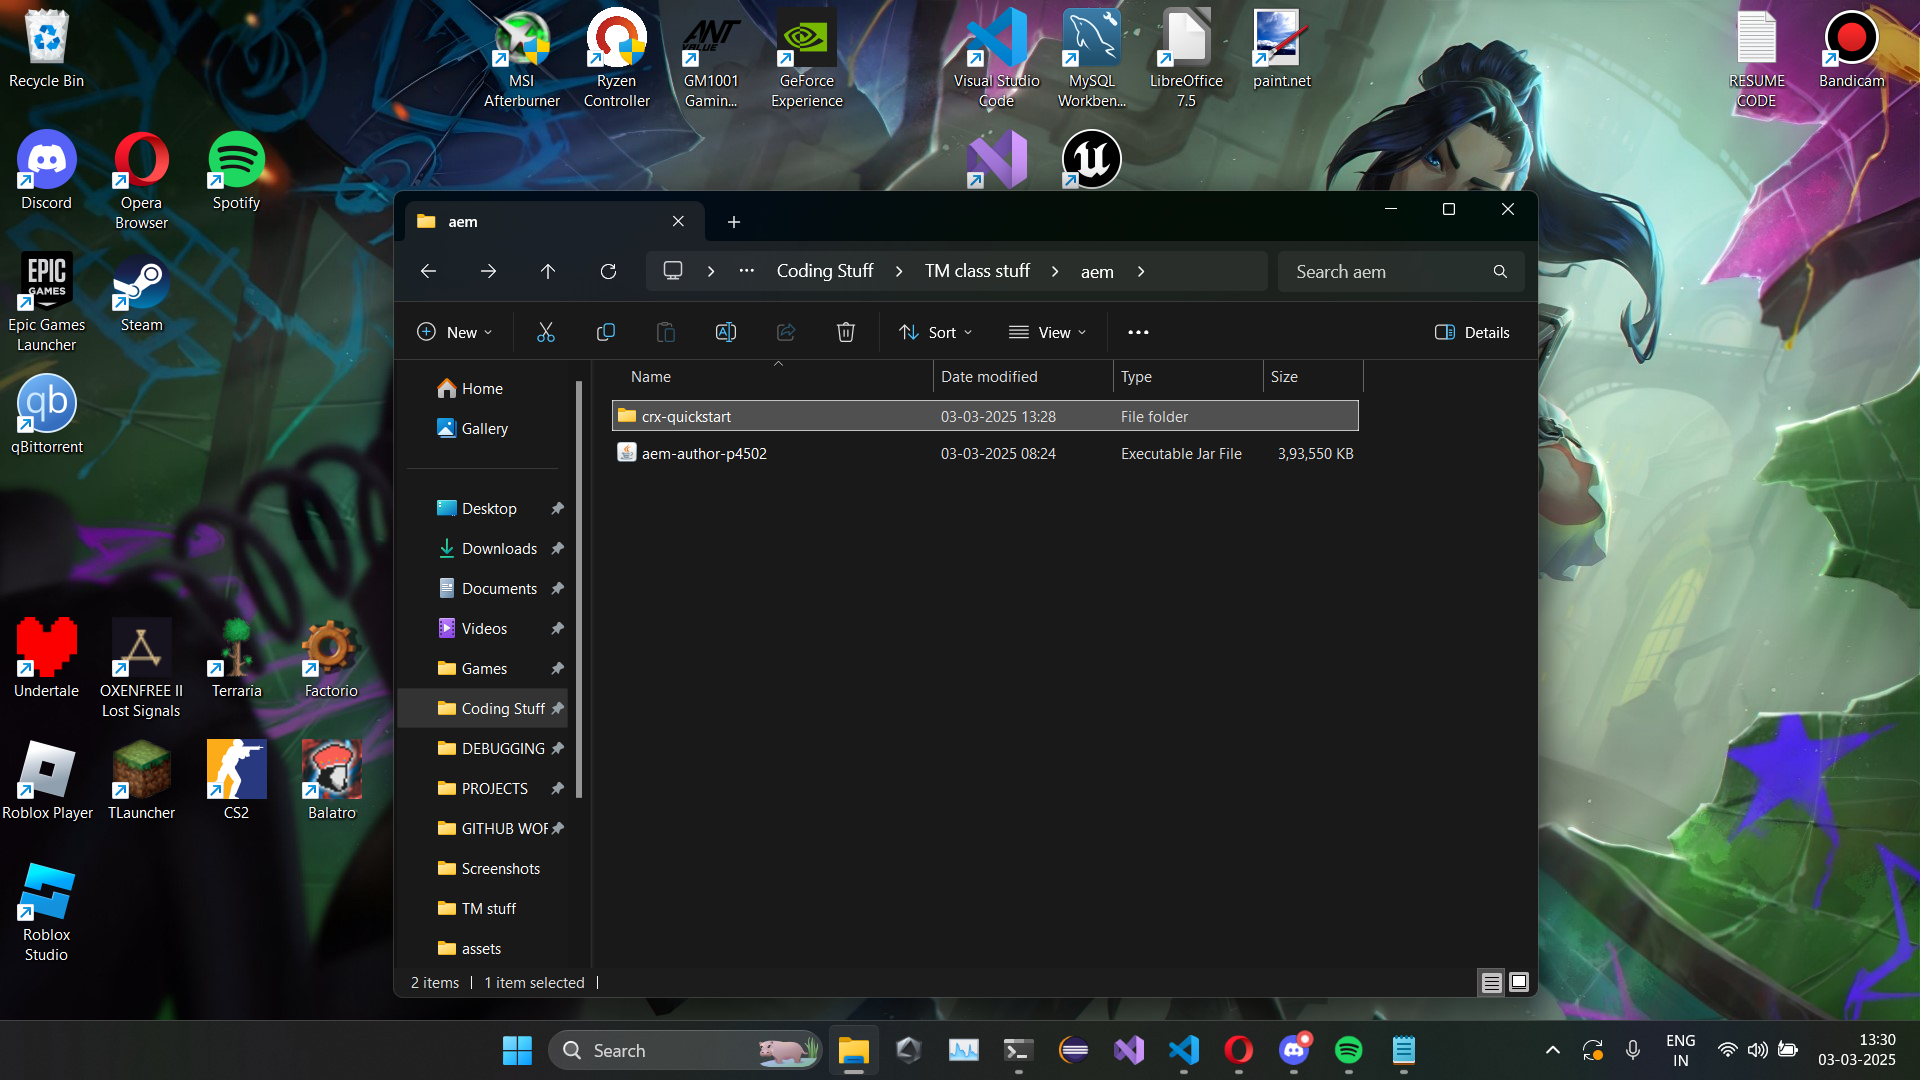 Recycle Bin
MSI
Afterburner
Ryzen
Controller
ANT
VALUE
GM1001
Gamin...
GeForce
Experience
Visual Studio
Code
MySQL
Workben...
LibreOffice
7.5
paint.net
RESUME
CODE
Bandicam
Discord
Opera
Browser
Spotify
EPIC
GAMES
Epic Games
Launcher
Steam
qb
qBittorrent
Undertale
OXENFREE II
Lost Signals
Terraria
Factorio
Roblox Player
TLauncher
CS2
Balatro
Roblox
Studio
aem
Coding Stuff
TM class stuff
aem
Search aem
New
Sort
View
Details
Home
Gallery
Desktop
Downloads
Documents
Videos
Games
Coding Stuff
DEBUGGING
PROJECTS
GITHUB WOR
Screenshots
TM stuff
assets
Name Date modified Type Size
crx-quickstart 03-03-2025 13:28 File folder
aem-author-p4502 03-03-2025 08:24 Executable Jar File 3,93,550 KB
2 items 1 item selected
Search
ENG
IN
13:30
03-03-2025